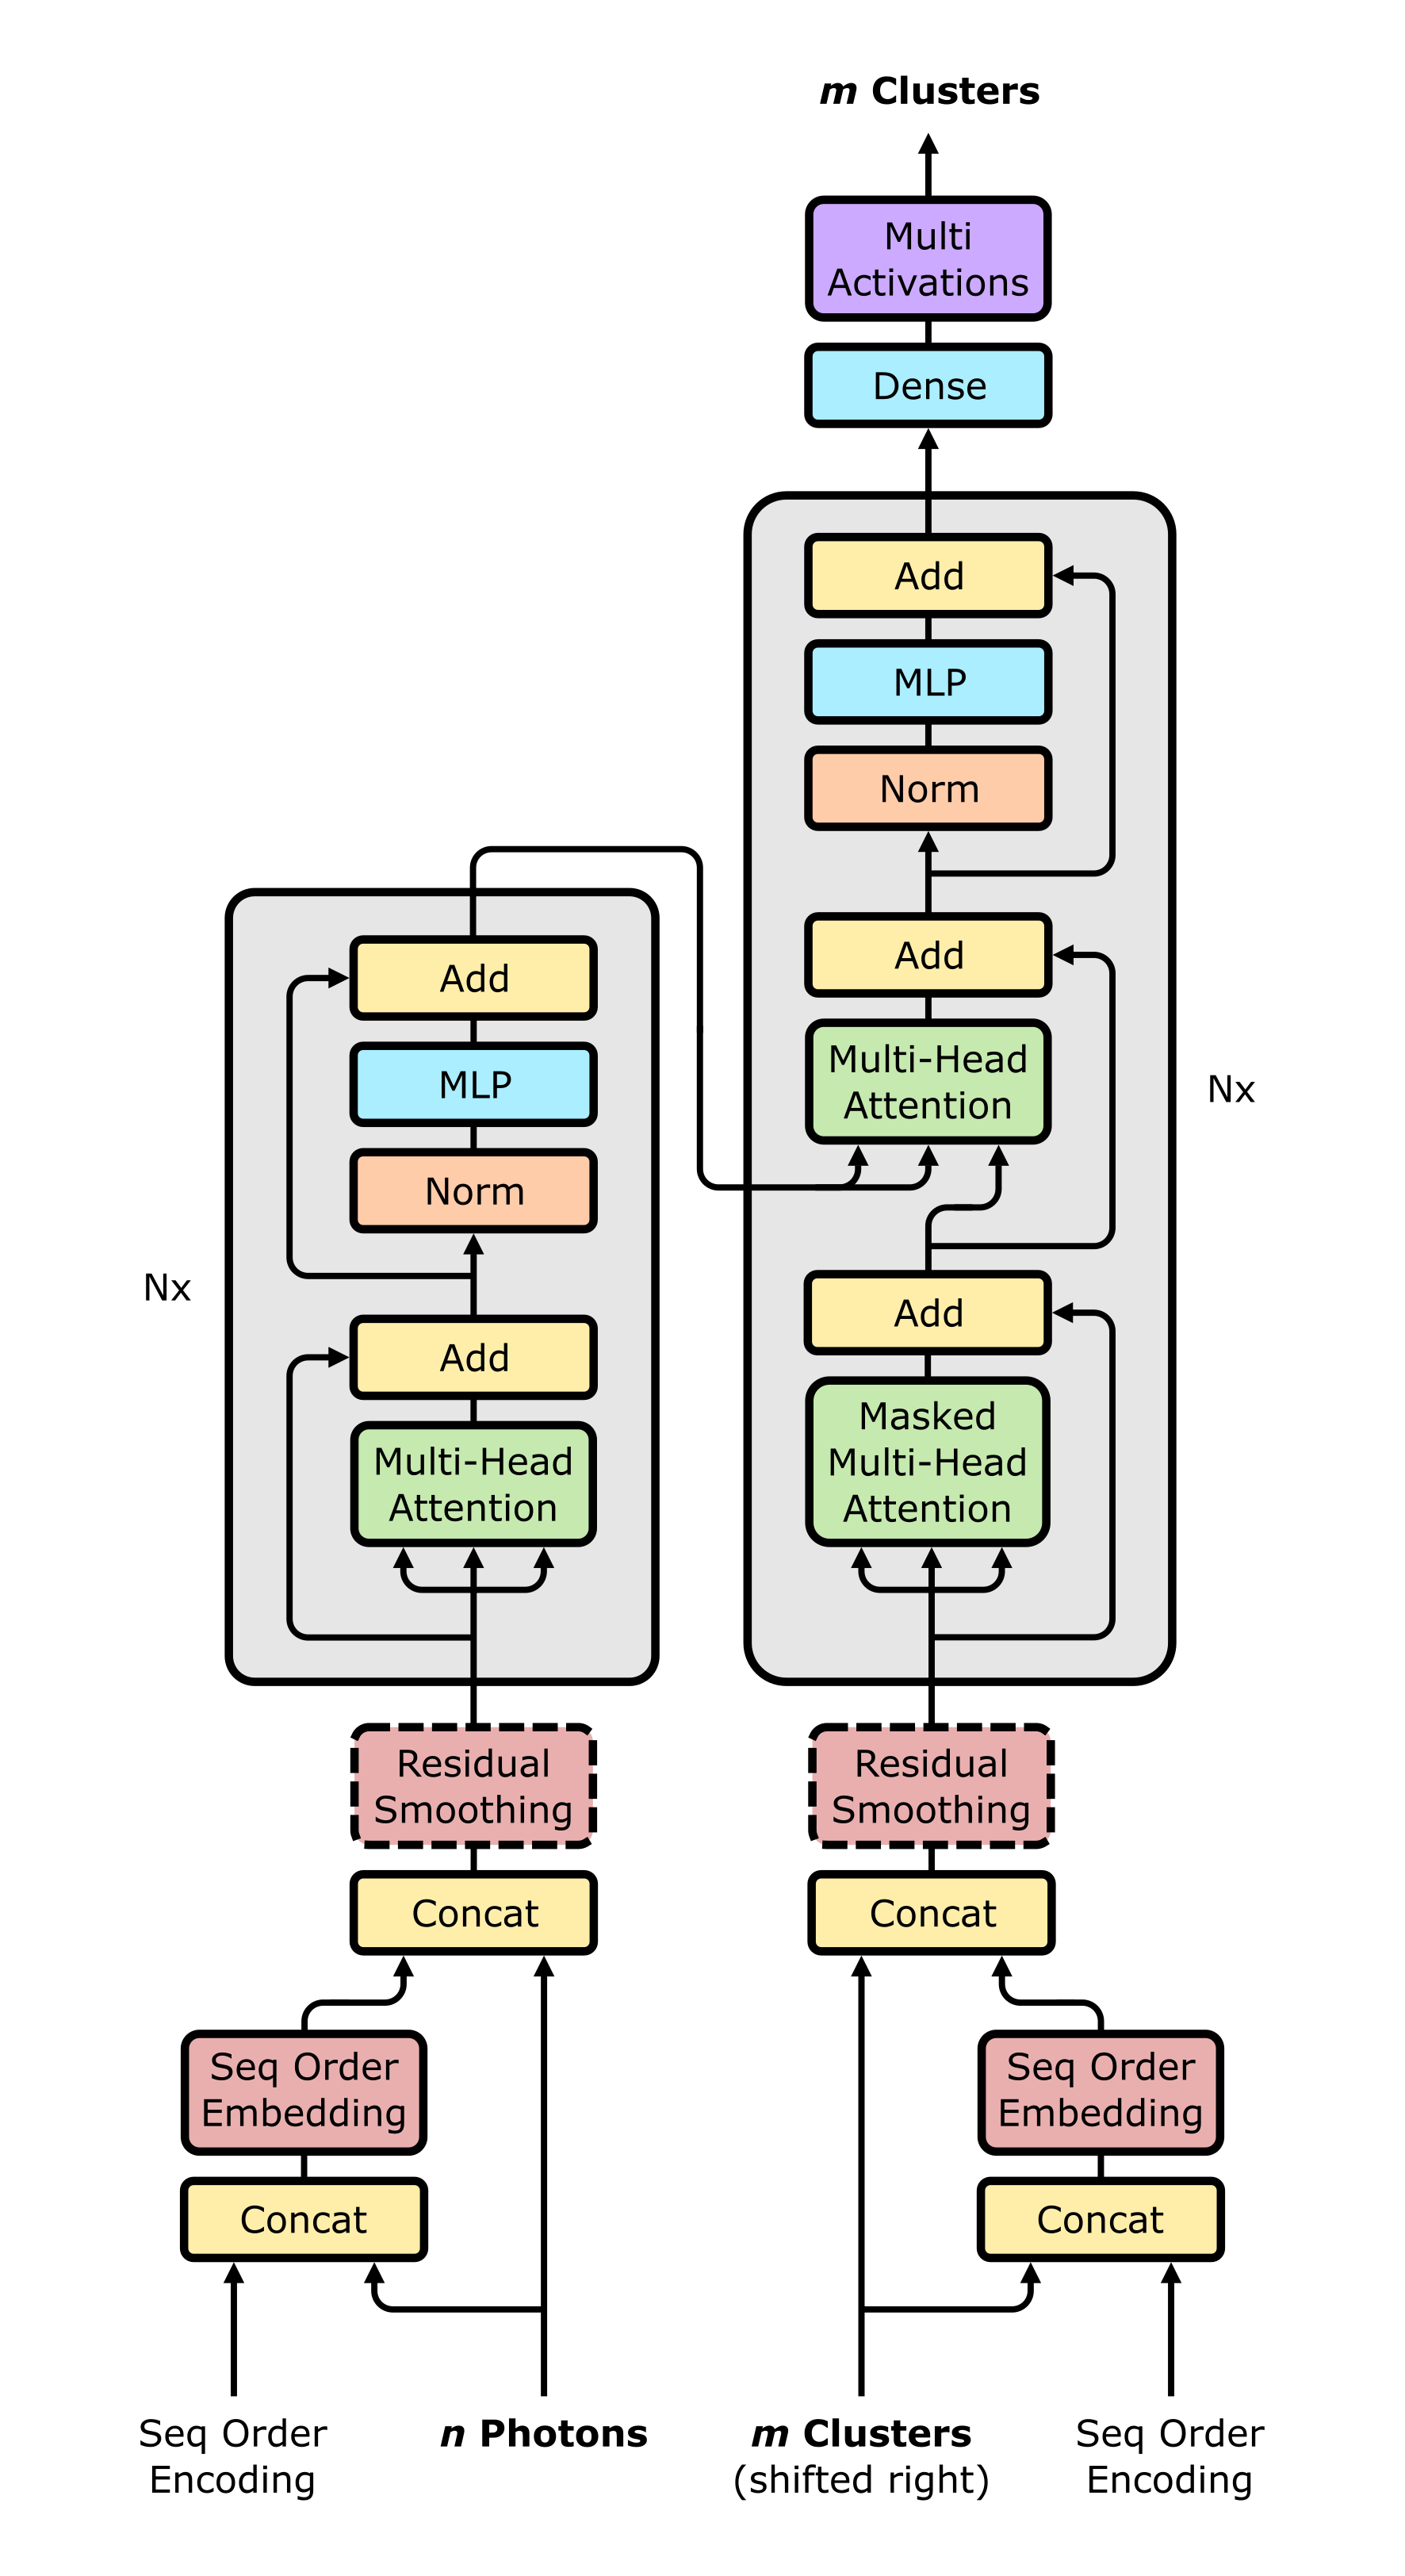 m Clusters
Multi
Activations
Dense
Add
MLP
Norm
Add
Multi-Head
Attention
Nx
Add
Masked
Multi-Head
Attention
Add
MLP
Norm
Nx
Add
Multi-Head
Attention
Residual
Smoothing
Concat
Seq Order
Embedding
Concat
Seq Order
Encoding
n Photons
Residual
Smoothing
Concat
Seq Order
Embedding
Concat
m Clusters
(shifted right)
Seq Order
Encoding